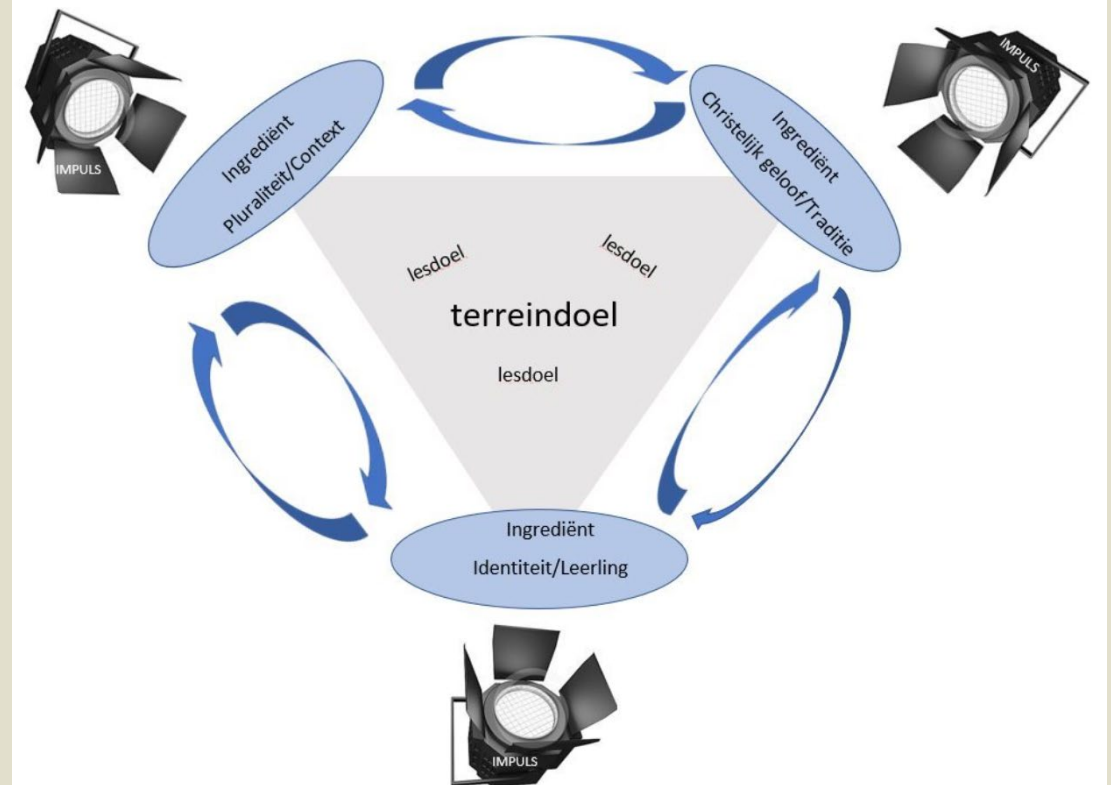 IMPULS
Ingrediënt
Pluraliteit/Context
IMPULS
Ingrediënt
Christelijk geloof/Traditie
lesdoel
lesdoel
terreindoel
lesdoel
Ingrediënt
Identiteit/Leerling
IMPULS